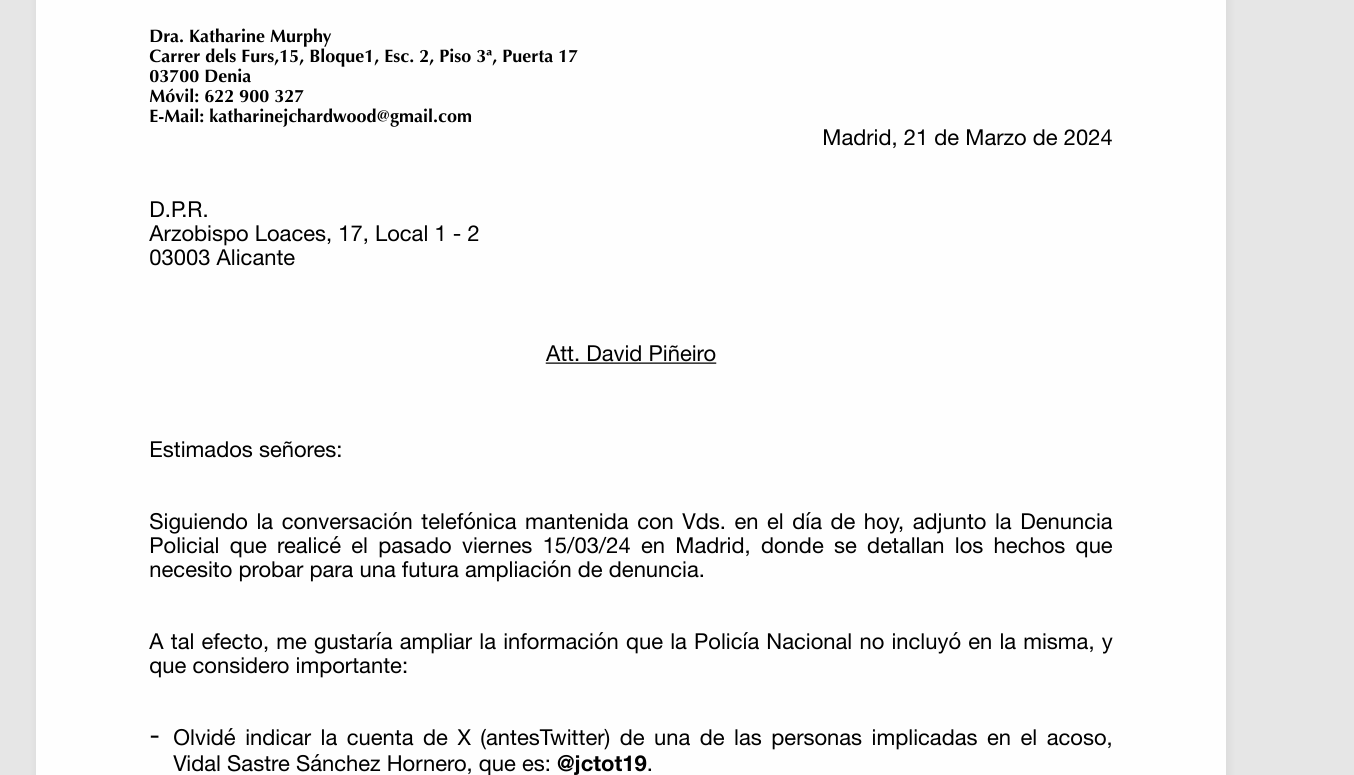 Dra. Katharine Murphy
Carrer dels Furs,15, Bloque1, Esc. 2, Piso 3ª, Puerta 17
03700 Denia
Móvil: 622 900 327
E-Mail: katharinejchardwood@gmail.com
Madrid, 21 de Marzo de 2024
D.P.R.
Arzobispo Loaces, 17, Local 1 - 2
03003 Alicante
Att. David Piñeiro
Estimados señores:
Siguiendo la conversación telefónica mantenida con Vds. en el día de hoy, adjunto la Denuncia
Policial que realicé el pasado viernes 15/03/24 en Madrid, donde se detallan los hechos que
necesito probar para una futura ampliación de denuncia.
A tal efecto, me gustaría ampliar la información que la Policía Nacional no incluyó en la misma, y
que considero importante:
- Olvidé indicar la cuenta de X (antesTwitter) de una de las personas implicadas en el acoso,
Vidal Sastre Sánchez Hornero, que es: @jctot19.